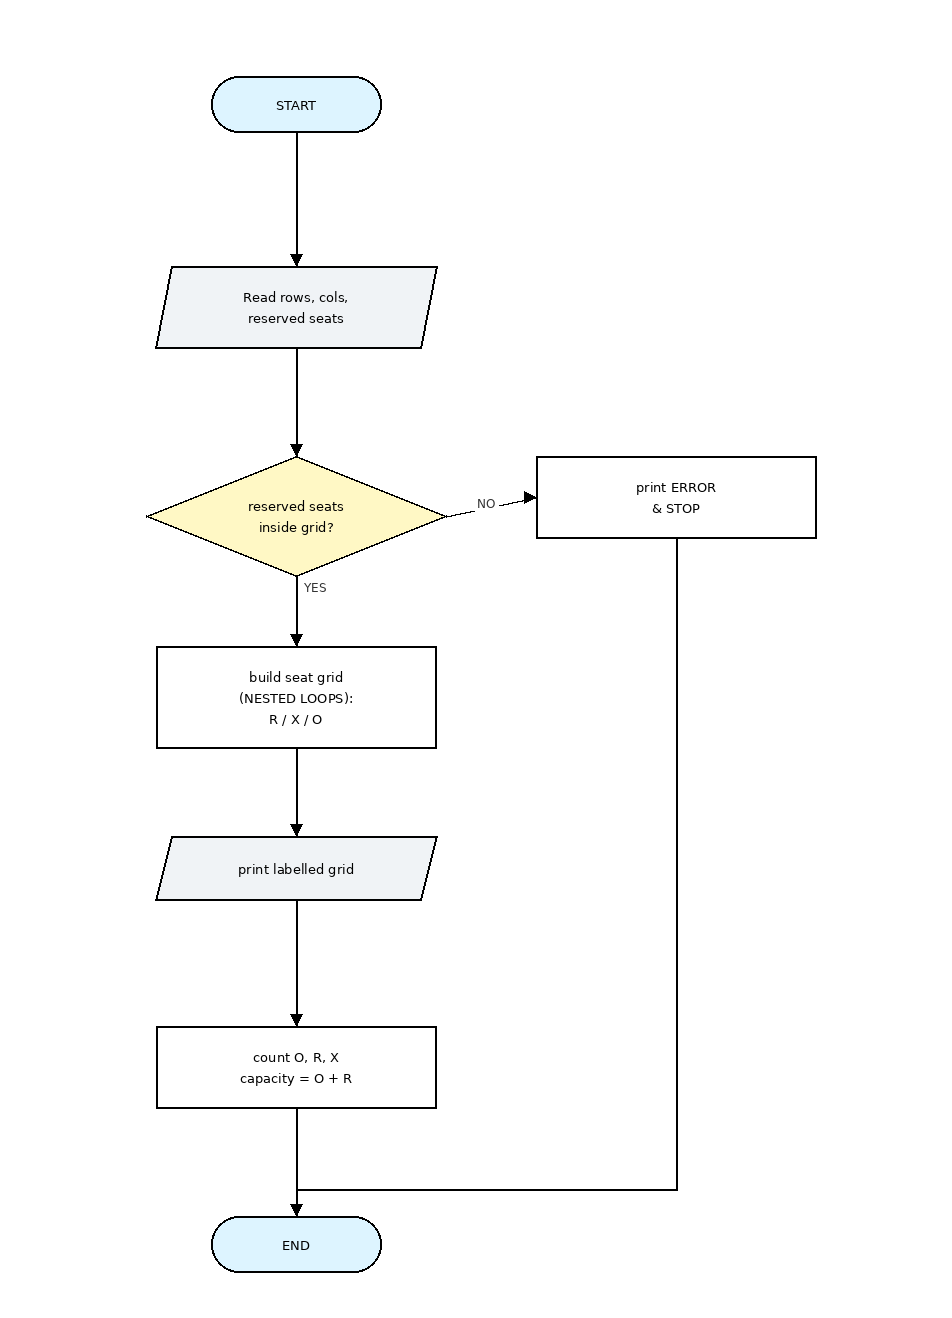 START
Read rows, cols,
reserved seats
reserved seats
inside grid?
NO
print ERROR
& STOP
YES
build seat grid
(NESTED LOOPS):
R / X / O
print labelled grid
count O, R, X
capacity = O + R
END